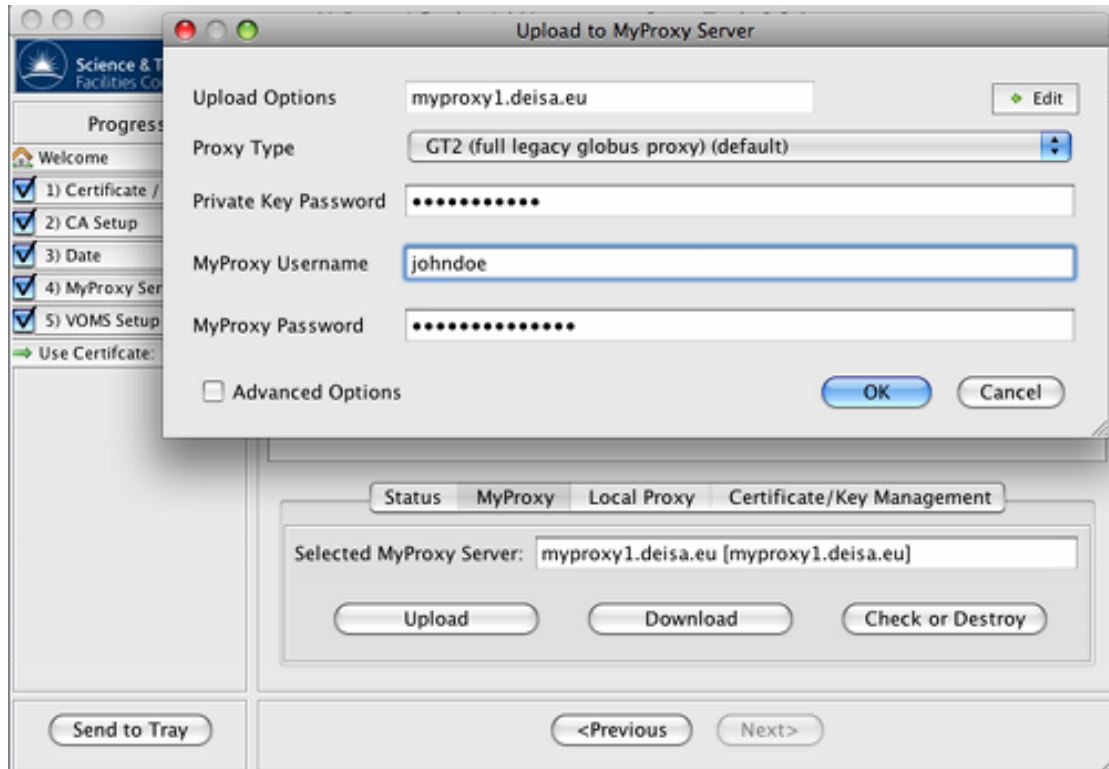 Upload to MyProxy Server
Science & T
Facilities Co
Upload Options myproxy1.deisa.eu Edit
Progress
Proxy Type GT2 (full legacy globus proxy) (default)
Welcome
1) Certificate /
Private Key Password •••••••••••
2) CA Setup
3) Date
MyProxy Username johndoe
4) MyProxy Ser
5) VOMS Setup
MyProxy Password ••••••••••••••
Use Certifcate:
Advanced Options OK Cancel
Status MyProxy Local Proxy Certificate/Key Management
Selected MyProxy Server: myproxy1.deisa.eu [myproxy1.deisa.eu]
Upload Download Check or Destroy
Send to Tray <Previous Next>